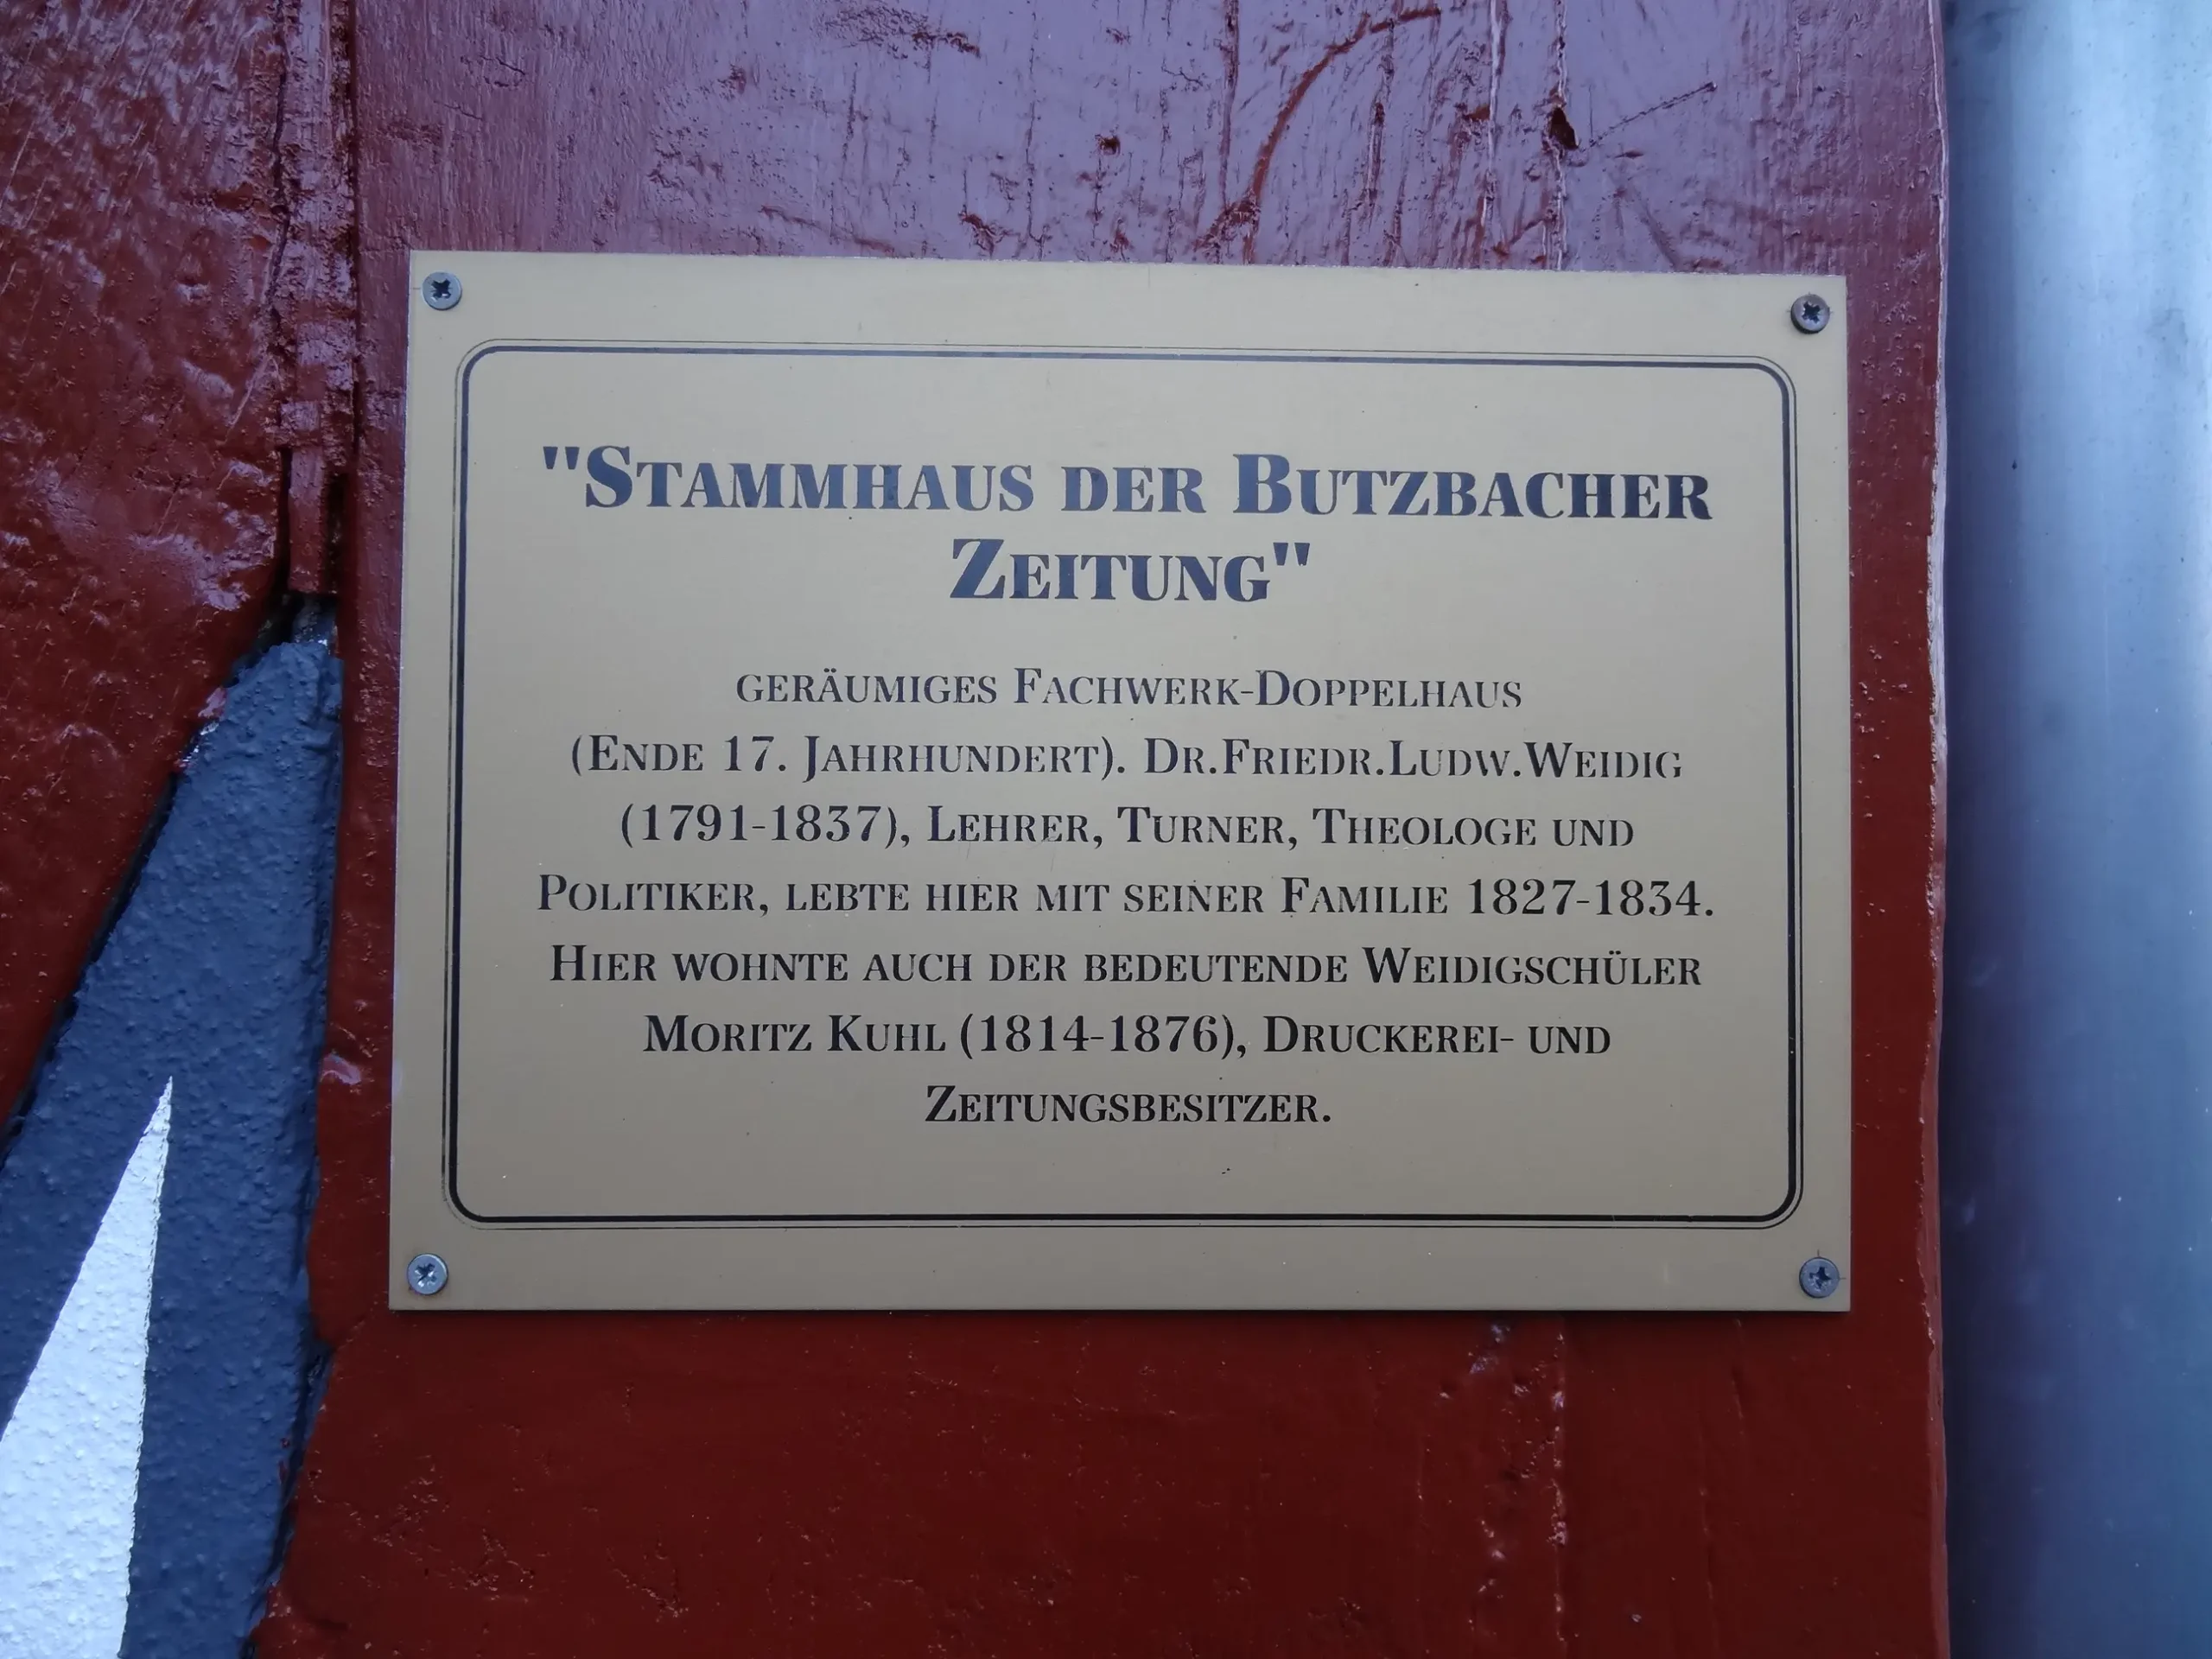 "Stammhaus der Butzbacher
Zeitung"
geräumiges Fachwerk-Doppelhaus
(Ende 17. Jahrhundert). Dr.Friedr.Ludw.Weidig
(1791-1837), Lehrer, Turner, Theologe und
Politiker, lebte hier mit seiner Familie 1827-1834.
Hier wohnte auch der bedeutende Weidigschüler
Moritz Kuhl (1814-1876), Druckerei- und
Zeitungsbesitzer.